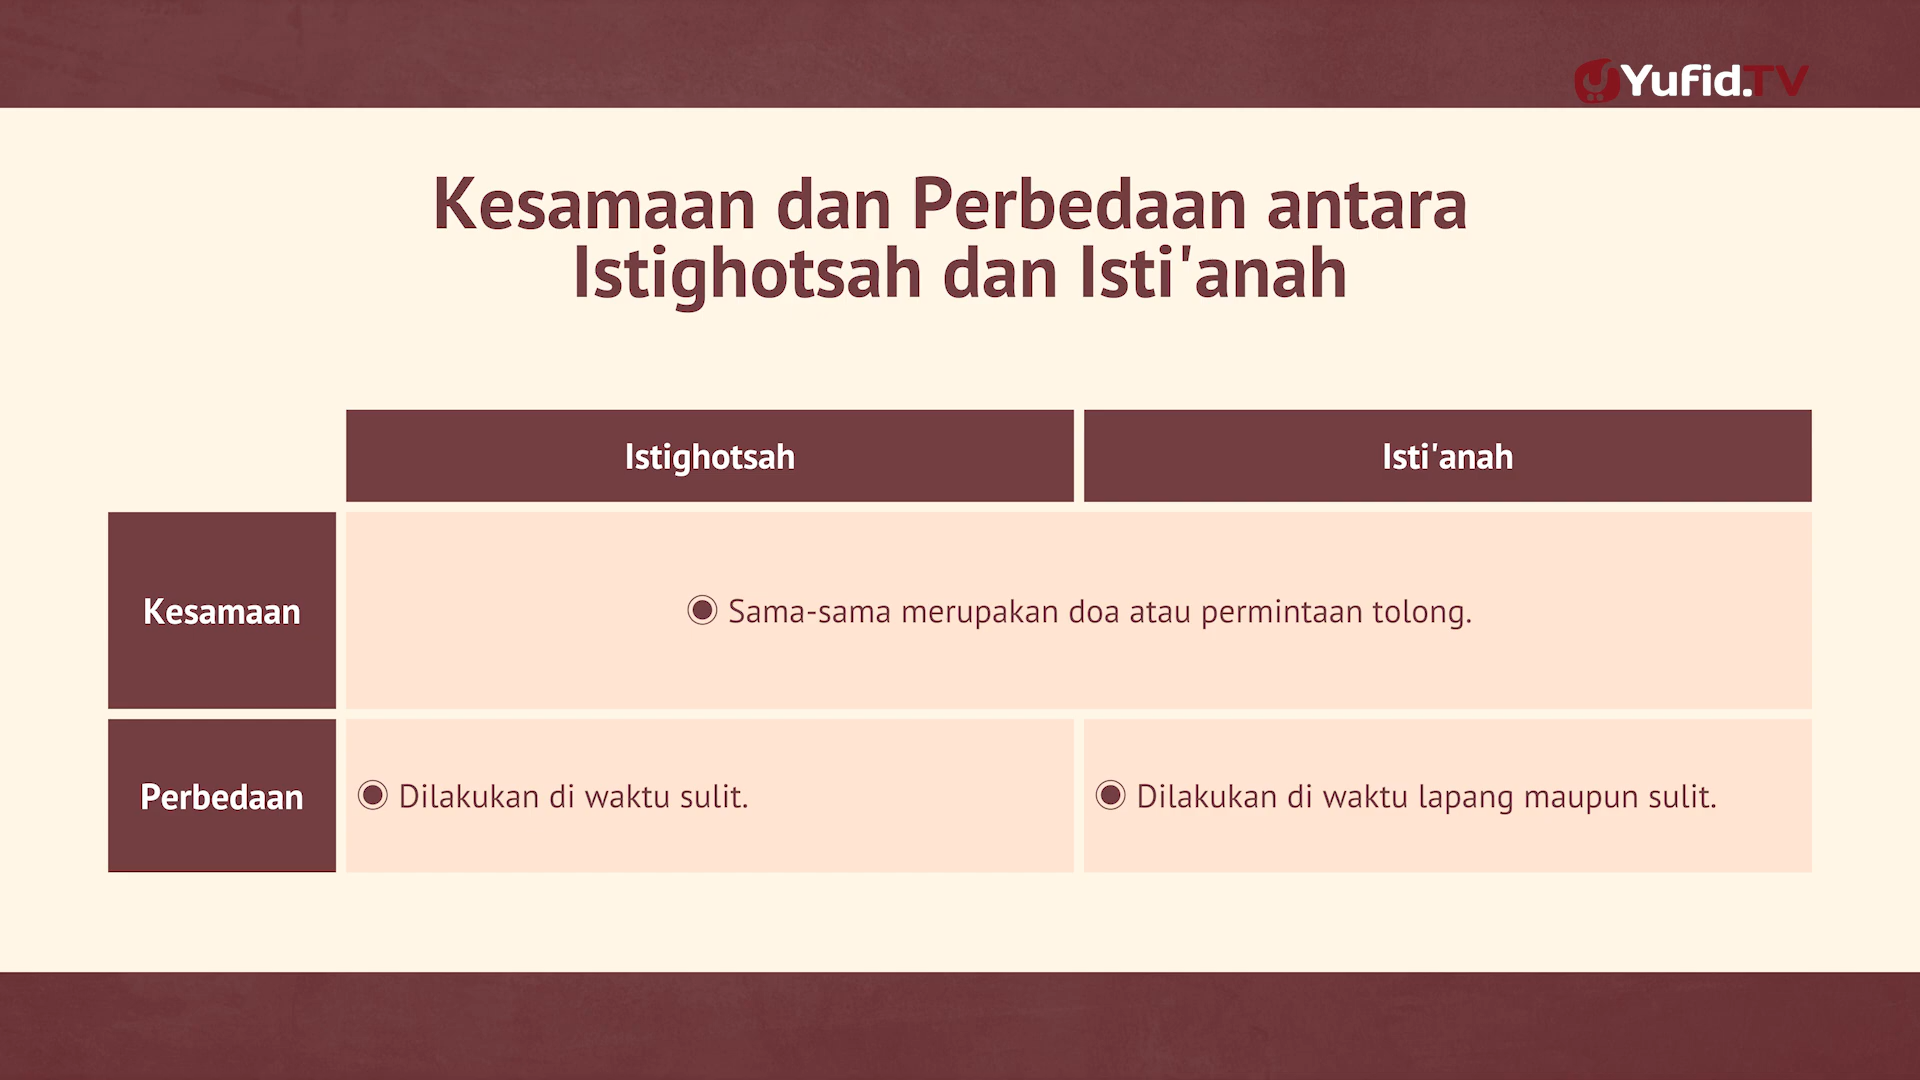 Yufid.TV
Kesamaan dan Perbedaan antara
Istighotsah dan Isti'anah
Istighotsah
Isti'anah
Kesamaan
Sama-sama merupakan doa atau permintaan tolong.
Perbedaan
Dilakukan di waktu sulit.
Dilakukan di waktu lapang maupun sulit.